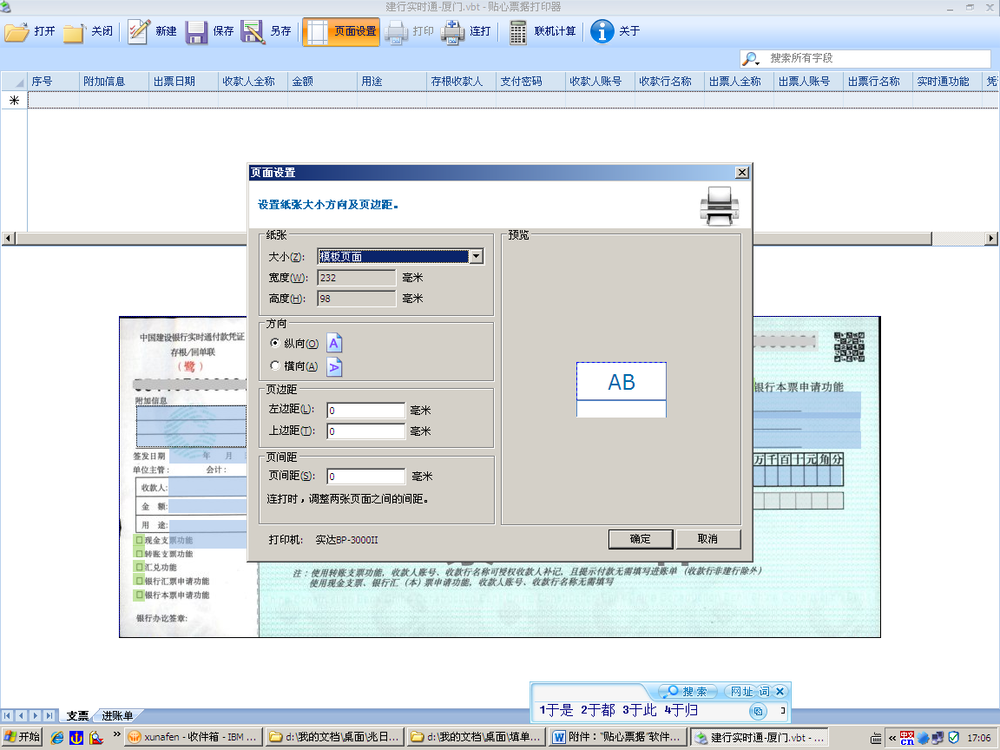 建行实时通-厦门.vbt - 贴心票据打印器
打开 关闭 新建 保存 另存 页面设置 打印 连打 联机计算 关于
搜索所有字段
序号 附加信息 出票日期 收款人全称 金额 用途 存根收款人 支付密码 收款人账号 收款行名称 出票人全称 出票人账号 出票行名称 实时通功能 凭
页面设置
设置纸张大小方向及页边距。
纸张
大小(Z): 模板页面
宽度(W): 232 毫米
高度(H): 98 毫米
方向
纵向(O) A
横向(A) A
页边距
左边距(L): 0 毫米
上边距(T): 0 毫米
页间距
页间距(S): 0 毫米
连打时，调整两张页面之间的间距。
预览
AB
打印机: 实达BP-3000II
确定 取消
中国建设银行实时通付款凭证
存根/回单联
(鹭)
附加信息
签发日期 年 月
单位主管: 会计:
收款人:
金 额:
用 途:
现金支票功能
转账支票功能
汇兑功能
银行汇票申请功能
银行本票申请功能
银行办讫签章:
银行本票申请功能
万千百十元角分
注：使用转账支票功能，收款人账号、收款行名称可授权收款人补记，且提示付款无需填写进账单（收款行非建行除外）
使用现金支票、银行汇（本）票申请功能，收款人账号、收款行名称无需填写
支票 进账单
搜索 网址 词
1于是 2于都 3于此 4于归
开始 xunafen - 收件箱 - IBM ... d:\我的文档\桌面\兆日... d:\我的文档\桌面\填单... 附件：“贴心票据”软件... 建行实时通-厦门.vbt - ... « CN 17:06